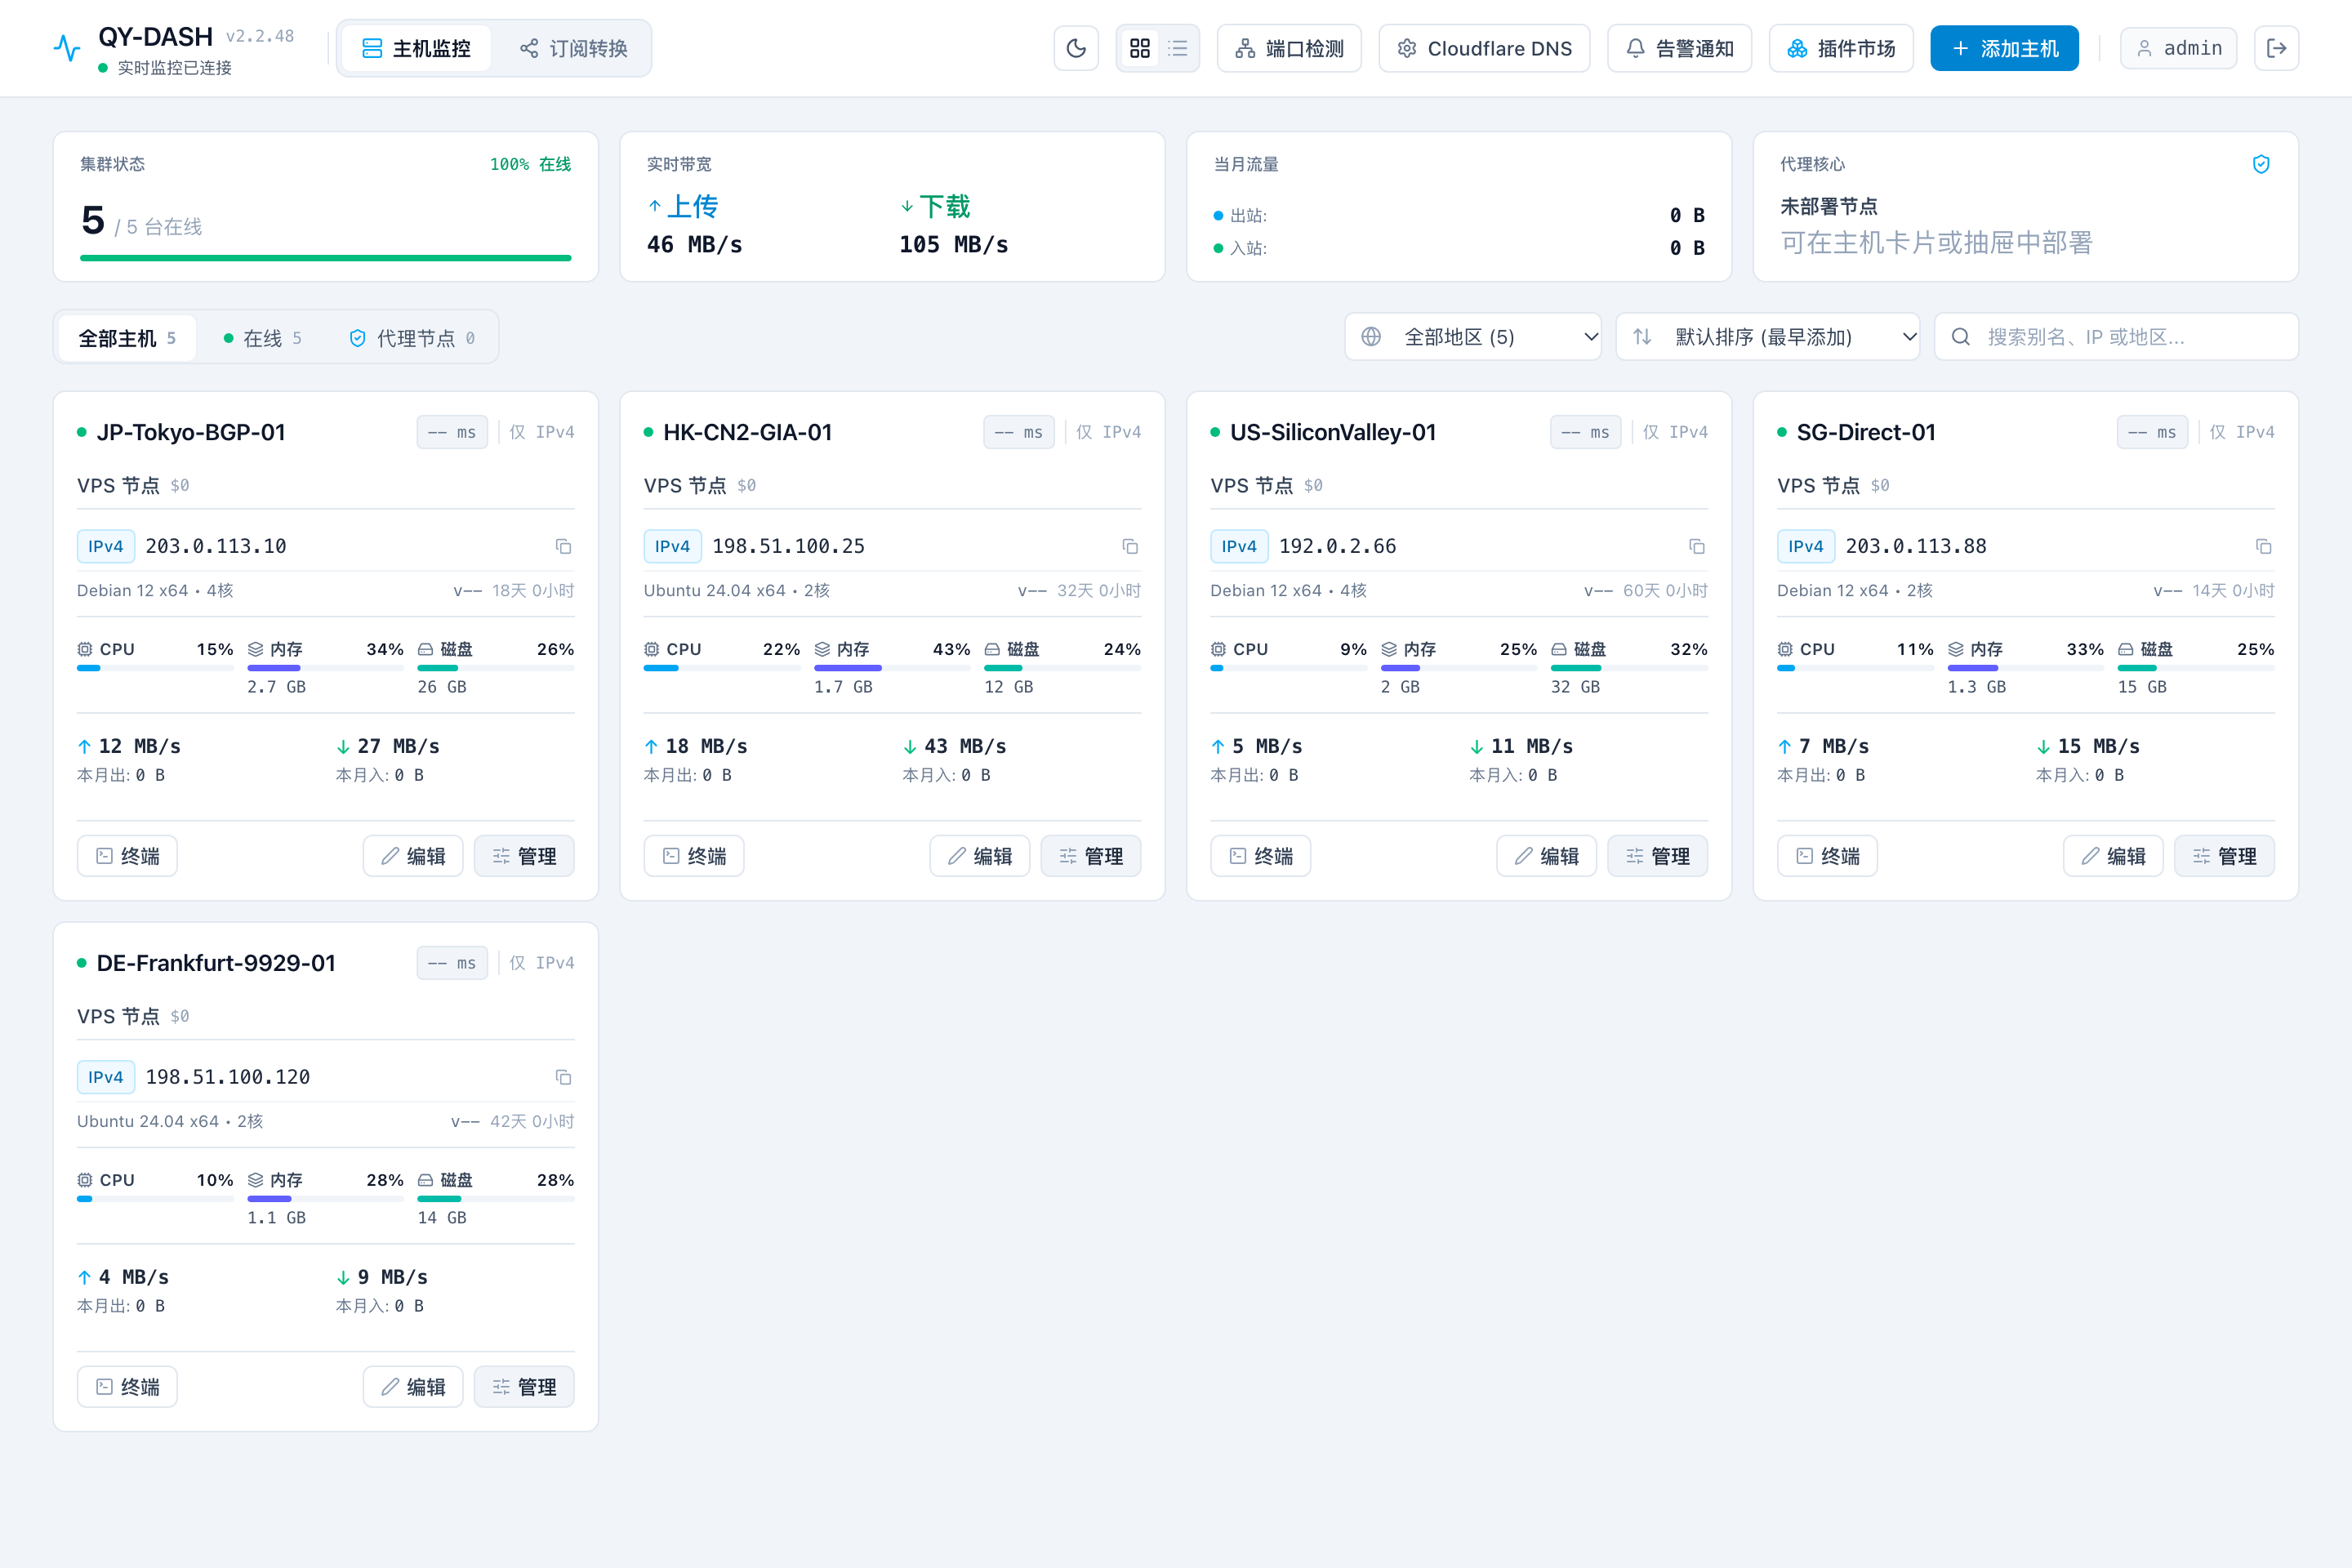 QY-DASH v2.2.48
实时监控已连接
主机监控 订阅转换
端口检测 Cloudflare DNS 告警通知 插件市场 添加主机 admin
集群状态 100% 在线
5 / 5 台在线
实时带宽
上传 下载
46 MB/s 105 MB/s
当月流量
出站: 0 B
入站: 0 B
代理核心
未部署节点
可在主机卡片或抽屉中部署
全部主机 5 在线 5 代理节点 0
全部地区 (5) 默认排序 (最早添加) 搜索别名、IP 或地区...
JP-Tokyo-BGP-01 —— ms 仅 IPv4
VPS 节点 $0
IPv4 203.0.113.10
Debian 12 x64 • 4核 v—— 18天 0小时
CPU 15% 内存 34% 磁盘 26%
2.7 GB 26 GB
12 MB/s 27 MB/s
本月出: 0 B 本月入: 0 B
终端 编辑 管理
HK-CN2-GIA-01 —— ms 仅 IPv4
VPS 节点 $0
IPv4 198.51.100.25
Ubuntu 24.04 x64 • 2核 v—— 32天 0小时
CPU 22% 内存 43% 磁盘 24%
1.7 GB 12 GB
18 MB/s 43 MB/s
本月出: 0 B 本月入: 0 B
终端 编辑 管理
US-SiliconValley-01 —— ms 仅 IPv4
VPS 节点 $0
IPv4 192.0.2.66
Debian 12 x64 • 4核 v—— 60天 0小时
CPU 9% 内存 25% 磁盘 32%
2 GB 32 GB
5 MB/s 11 MB/s
本月出: 0 B 本月入: 0 B
终端 编辑 管理
SG-Direct-01 —— ms 仅 IPv4
VPS 节点 $0
IPv4 203.0.113.88
Debian 12 x64 • 2核 v—— 14天 0小时
CPU 11% 内存 33% 磁盘 25%
1.3 GB 15 GB
7 MB/s 15 MB/s
本月出: 0 B 本月入: 0 B
终端 编辑 管理
DE-Frankfurt-9929-01 —— ms 仅 IPv4
VPS 节点 $0
IPv4 198.51.100.120
Ubuntu 24.04 x64 • 2核 v—— 42天 0小时
CPU 10% 内存 28% 磁盘 28%
1.1 GB 14 GB
4 MB/s 9 MB/s
本月出: 0 B 本月入: 0 B
终端 编辑 管理